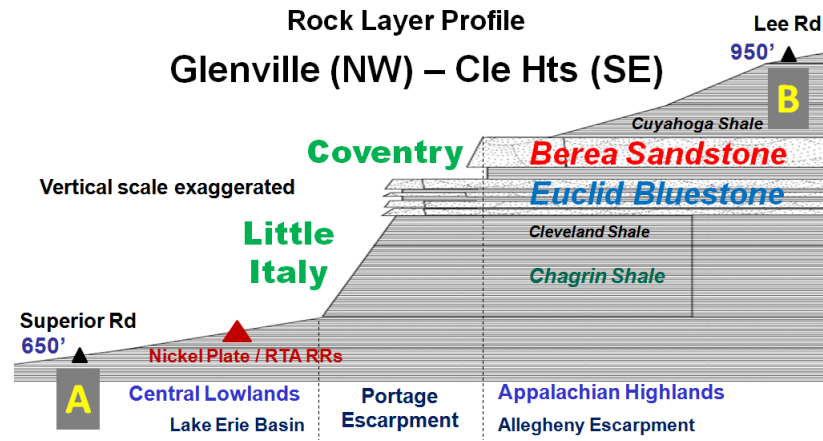 Rock Layer Profile
Glenville (NW) – Cle Hts (SE)
Lee Rd
950’
B
Cuyahoga Shale
Coventry
Berea Sandstone
Vertical scale exaggerated
Euclid Bluestone
Little
Italy
Cleveland Shale
Chagrin Shale
Superior Rd
650’
Nickel Plate / RTA RRs
A
Central Lowlands
Lake Erie Basin
Portage
Escarpment
Appalachian Highlands
Allegheny Escarpment